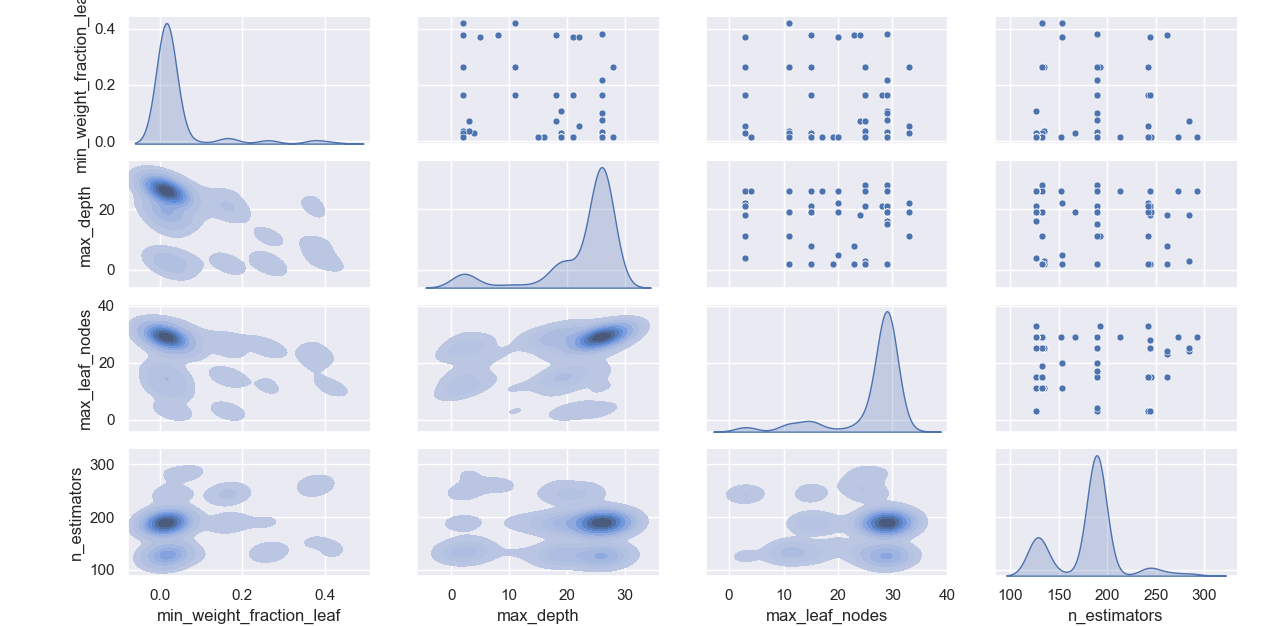 min_weight_fraction_lea
0.4
0.2
0.0
max_depth
20
0
max_leaf_nodes
40
20
0
n_estimators
300
200
100
0.0 0.2 0.4
0 10 20 30
0 10 20 30 40
100 150 200 250 300
min_weight_fraction_leaf
max_depth
max_leaf_nodes
n_estimators